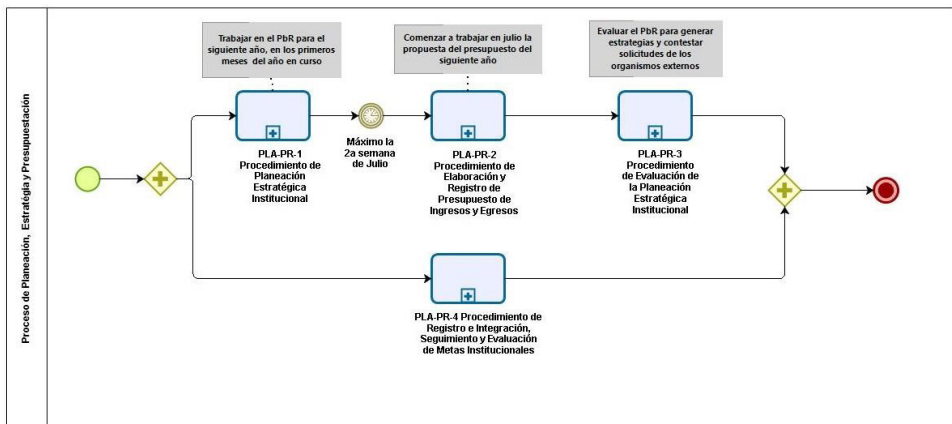 Proceso de Planeación, Estratégia y Presupuestación
Trabajar en el PbR para el
siguiente año, en los primeros
meses del año en curso
Comenzar a trabajar en julio la
propuesta del presupuesto del
siguiente año
Evaluar el PbR para generar
estrategias y contestar
solicitudes de los
organismos externos
PLA-PR-1
Procedimiento de
Planeación
Estratégica
Institucional
Máximo la
2a semana
de Julio
PLA-PR-2
Procedimiento de
Elaboración y
Registro de
Presupuesto de
Ingresos y Egresos
PLA-PR-3
Procedimiento
de Evaluación de
la Planeación
Estratégica
Institucional
PLA-PR-4 Procedimiento de
Registro e Integración,
Seguimiento y Evaluación
de Metas Institucionales